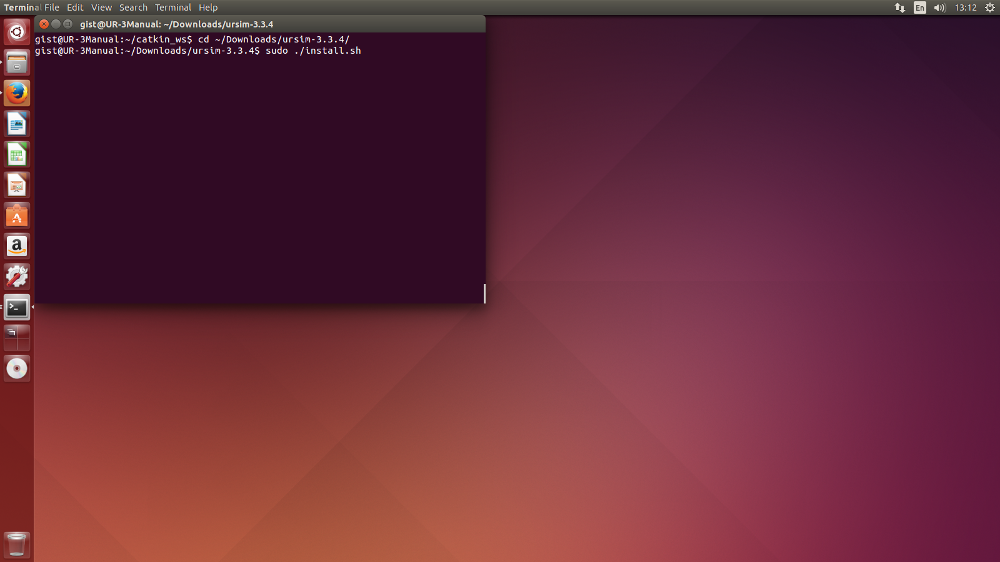 Terminal File Edit View Search Terminal Help En 13:12
gist@UR-3Manual: ~/Downloads/ursim-3.3.4
gist@UR-3Manual:~/catkin_ws$ cd ~/Downloads/ursim-3.3.4/
gist@UR-3Manual:~/Downloads/ursim-3.3.4$ sudo ./install.sh